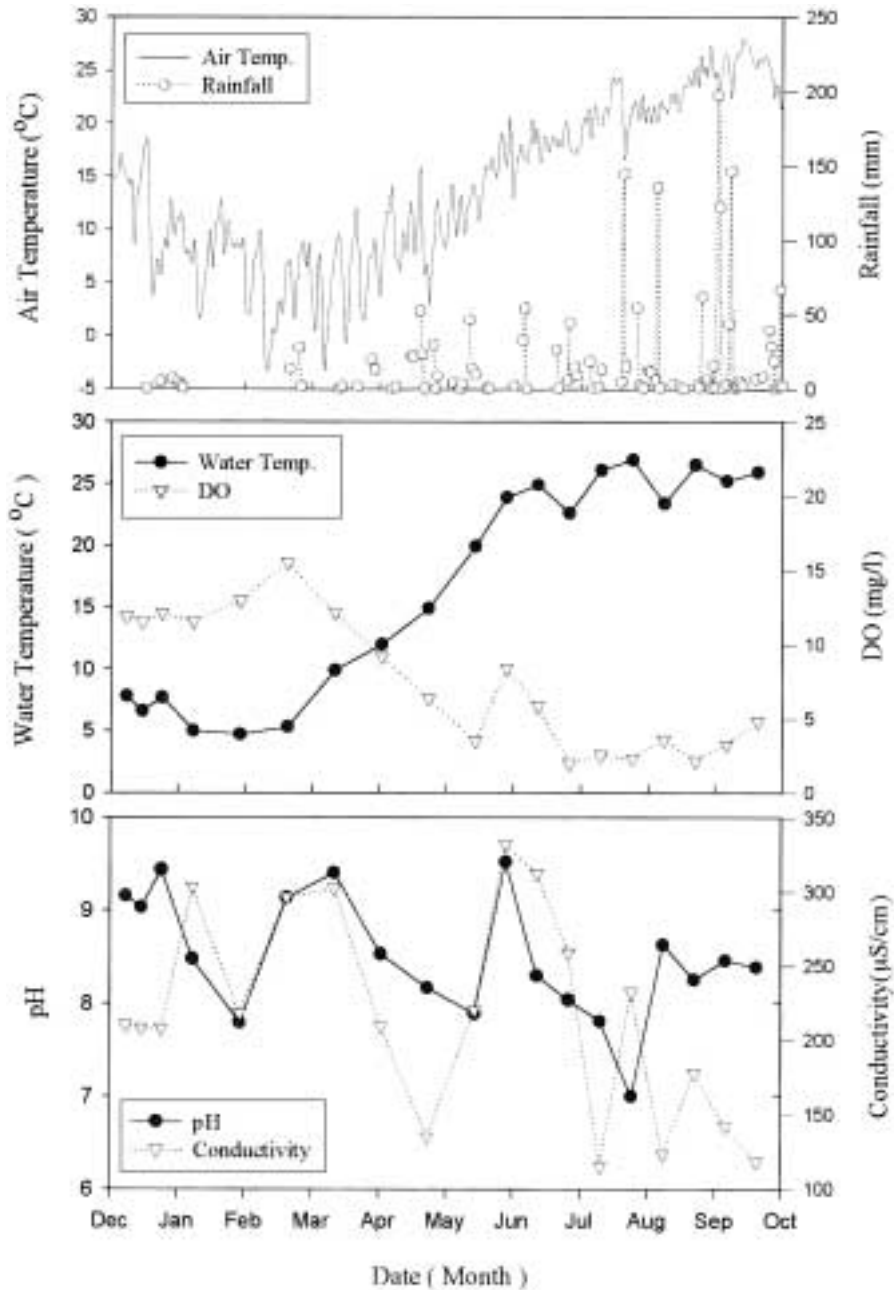 30
25
20
15
10
5
0
-5
Air Temperature (°C)
Air Temp.
Rainfall
250
200
150
100
50
0
Rainfall (mm)
30
25
20
15
10
5
0
Water Temperature ( °C )
Water Temp.
DO
25
20
15
10
5
0
DO (mg/l)
10
9
8
7
6
pH
pH
Conductivity
350
300
250
200
150
100
Conductivity( µS/cm)
Dec Jan Feb Mar Apr May Jun Jul Aug Sep Oct
Date ( Month )